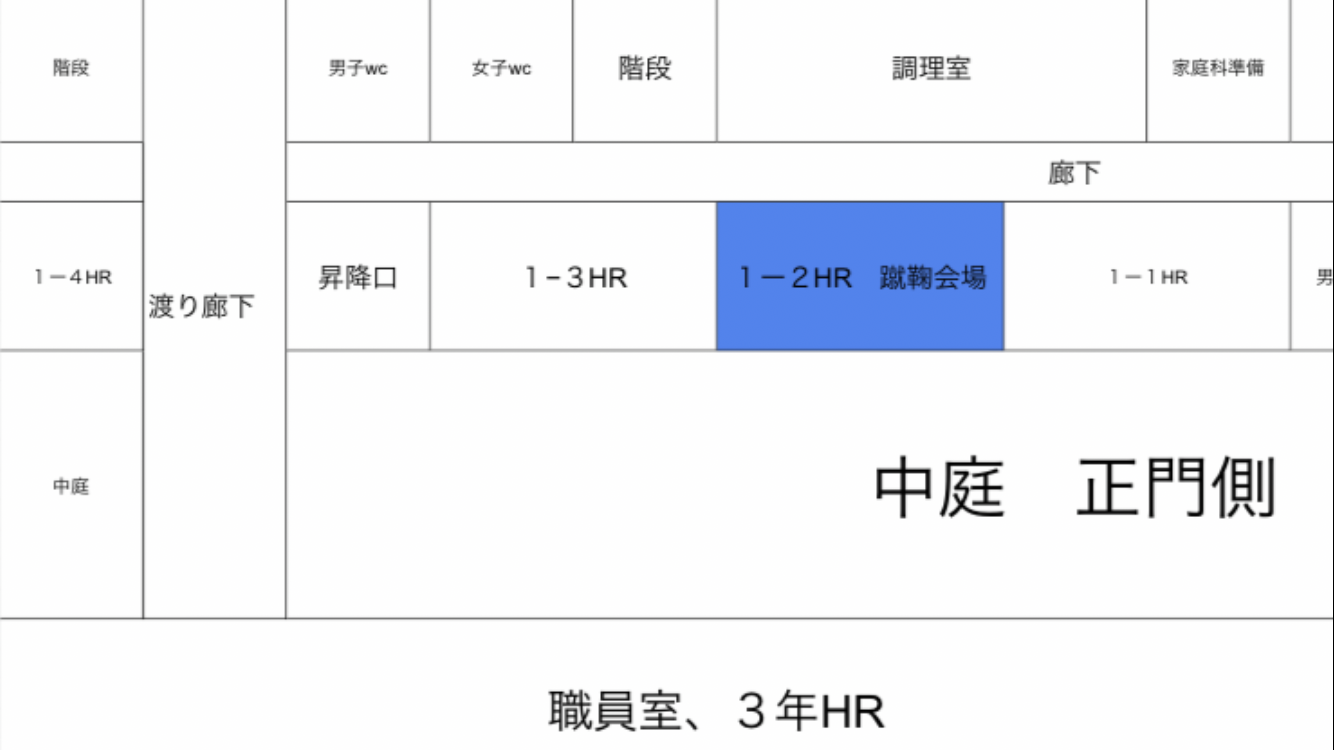 階段
男子wc
女子wc
階段
調理室
家庭科準備
廊下
1－4HR
渡り廊下
昇降口
1−3HR
1－2HR　蹴鞠会場
1－1HR
男
中庭
中庭　正門側
職員室、３年HR